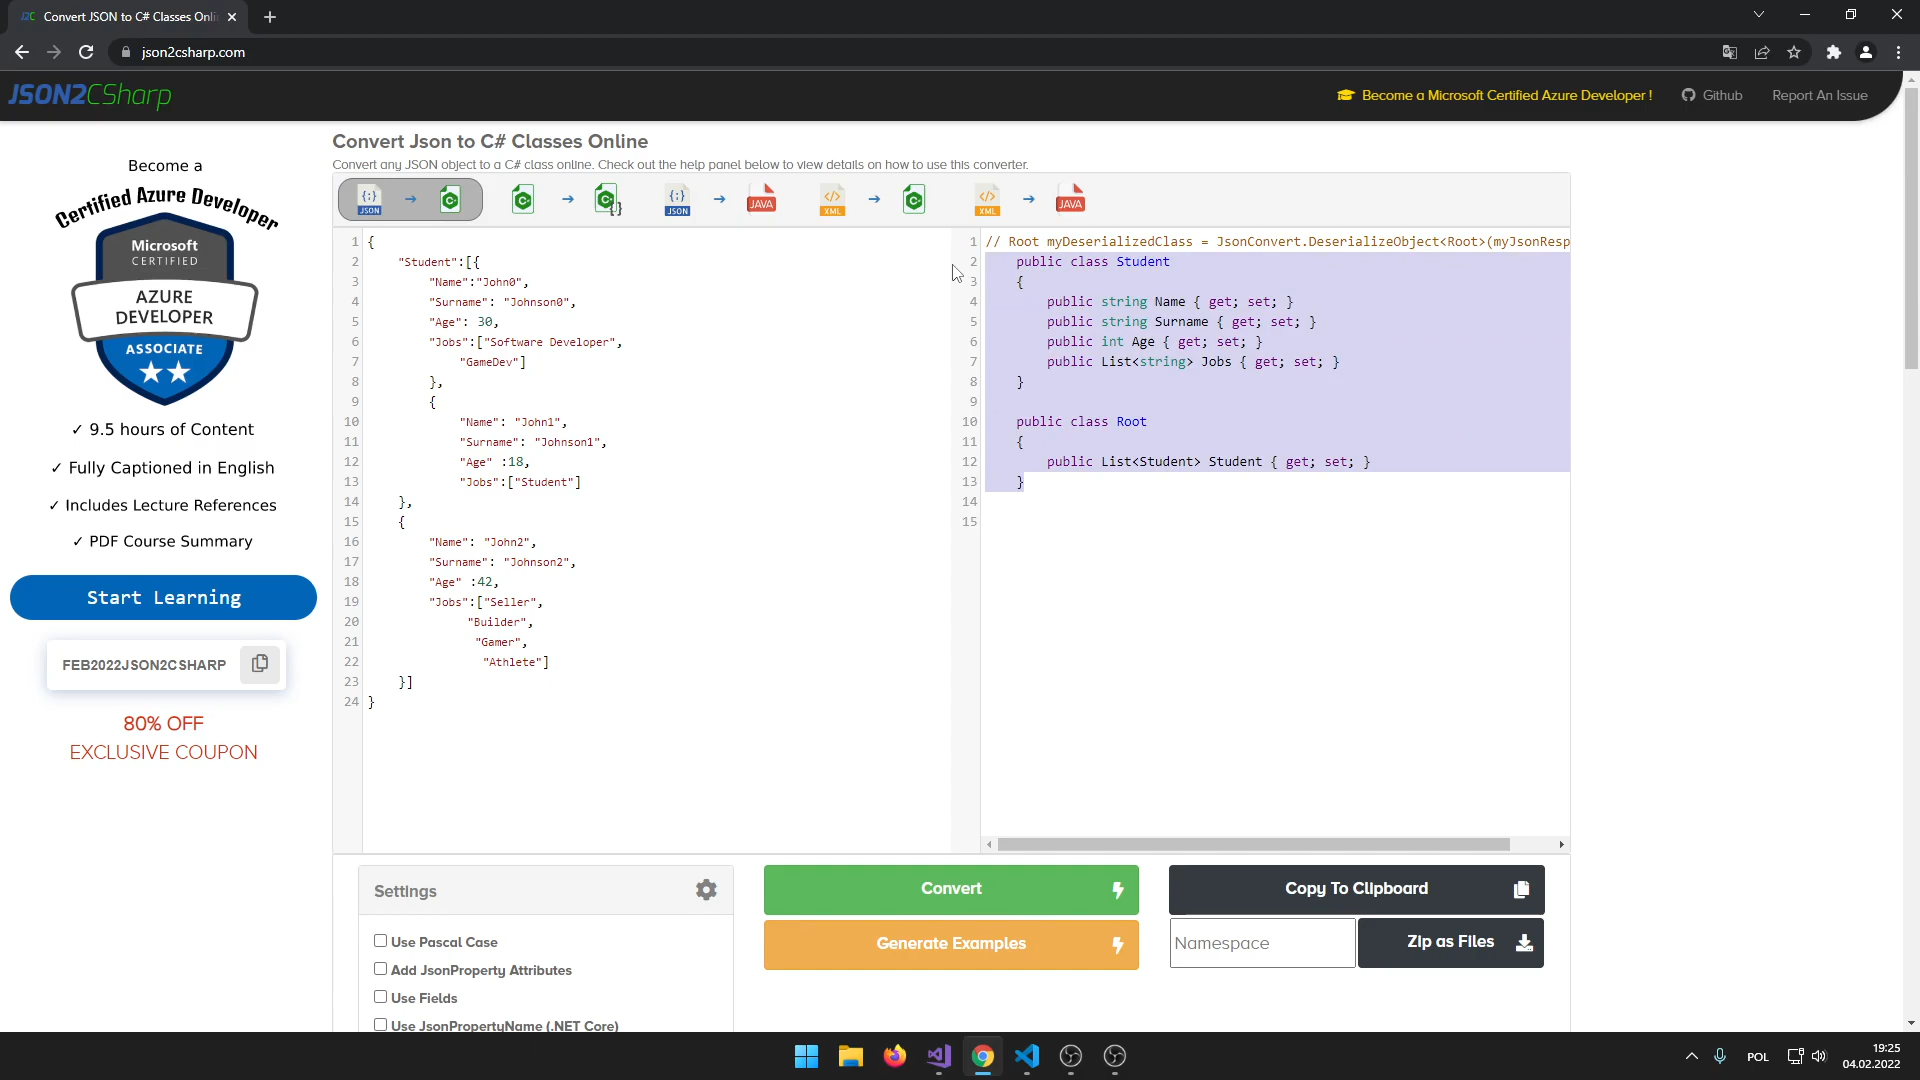 Convert JSON to C# Classes Onli
json2csharp.com
JSON2CSharp
Become a Microsoft Certified Azure Developer !
Github
Report An Issue
Become a
Certified Azure Developer
Microsoft
CERTIFIED
AZURE
DEVELOPER
ASSOCIATE
✓ 9.5 hours of Content
✓ Fully Captioned in English
✓ Includes Lecture References
✓ PDF Course Summary
Start Learning
FEB2022JSON2CSHARP
80% OFF
EXCLUSIVE COUPON
Convert Json to C# Classes Online
Convert any JSON object to a C# class online. Check out the help panel below to view details on how to use this converter.
JSON
JSON
JAVA
XML
XML
JAVA
1 {
2 "Student":[{
3 "Name":"John0",
4 "Surname": "Johnson0",
5 "Age": 30,
6 "Jobs":["Software Developer",
7 "GameDev"]
8 },
9 {
10 "Name": "John1",
11 "Surname": "Johnson1",
12 "Age" :18,
13 "Jobs":["Student"]
14 },
15 {
16 "Name": "John2",
17 "Surname": "Johnson2",
18 "Age" :42,
19 "Jobs":["Seller",
20 "Builder",
21 "Gamer",
22 "Athlete"]
23 }]
24 }
1 // Root myDeserializedClass = JsonConvert.DeserializeObject<Root>(myJsonResp
2 public class Student
3 {
4 public string Name { get; set; }
5 public string Surname { get; set; }
6 public int Age { get; set; }
7 public List<string> Jobs { get; set; }
8 }
9
10 public class Root
11 {
12 public List<Student> Student { get; set; }
13 }
14
15
Settings
Use Pascal Case
Add JsonProperty Attributes
Use Fields
Use JsonPropertyName (.NET Core)
Convert
Generate Examples
Copy To Clipboard
Namespace
Zip as Files
POL
19:25
04.02.2022